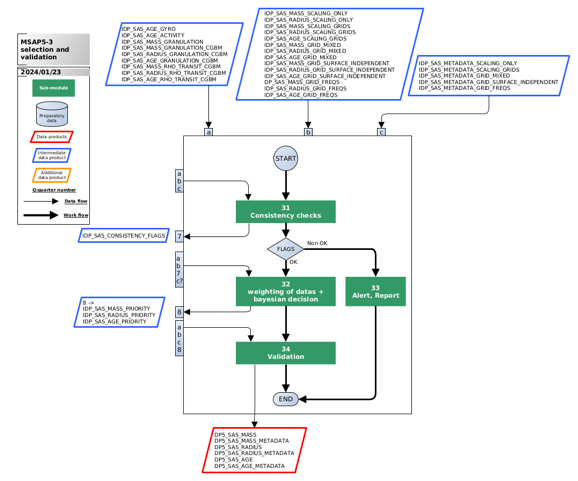 MSAP5-3
selection and
validation
2024/01/23
Sub-module
Preparatory
data
Data products
Intermediate
data product
Additional
data product
Q:quarter number
Data flow
Work flow
IDP_SAS_AGE_GYRO
IDP_SAS_AGE_ACTIVITY
IDP_SAS_MASS_GRANULATION
IDP_SAS_MASS_GRANULATION_CGBM
IDP_SAS_RADIUS_GRANULATION_CGBM
IDP_SAS_AGE_GRANULATION_CGBM
IDP_SAS_MASS_RHO_TRANSIT_CGBM
IDP_SAS_RADIUS_RHO_TRANSIT_CGBM
IDP_SAS_AGE_RHO_TRANSIT_CGBM
IDP_SAS_MASS_SCALING_ONLY
IDP_SAS_RADIUS_SCALING_ONLY
IDP_SAS_MASS_SCALING_GRIDS
IDP_SAS_RADIUS_SCALING_GRIDS
IDP_SAS_AGE_SCALING_GRIDS
IDP_SAS_MASS_GRID_MIXED
IDP_SAS_RADIUS_GRID_MIXED
IDP_SAS_AGE_GRID_MIXED
IDP_SAS_MASS_GRID_SURFACE_INDEPENDENT
IDP_SAS_RADIUS_GRID_SURFACE_INDEPENDENT
IDP_SAS_AGE_GRID_SURFACE_INDEPENDENT
DP_SAS_MASS_GRID_FREQS
IDP_SAS_RADIUS_GRID_FREQS
IDP_SAS_AGE_GRID_FREQS
IDP_SAS_METADATA_SCALING_ONLY
IDP_SAS_METADATA_SCALING_GRIDS
IDP_SAS_METADATA_GRID_MIXED
IDP_SAS_METADATA_GRID_SURFACE_INDEPENDENT
IDP_SAS_METADATA_GRID_FREQS
a
b
c
START
a
b
c
31
Consistency checks
IDP_SAS_CONSISTENCY_FLAGS
7
FLAGS
Non OK
OK
a
b
7
c?
32
weighting of datas +
bayesian decision
33
Alert, Report
8 ->
IDP_SAS_MASS_PRIORITY
IDP_SAS_RADIUS_PRIORITY
IDP_SAS_AGE_PRIORITY
8
a
b
c
8
34
Validation
END
DP5_SAS_MASS
DP5_SAS_MASS_METADATA
DP5_SAS_RADIUS
DP5_SAS_RADIUS_METADATA
DP5_SAS_AGE
DP5_SAS_AGE_METADATA